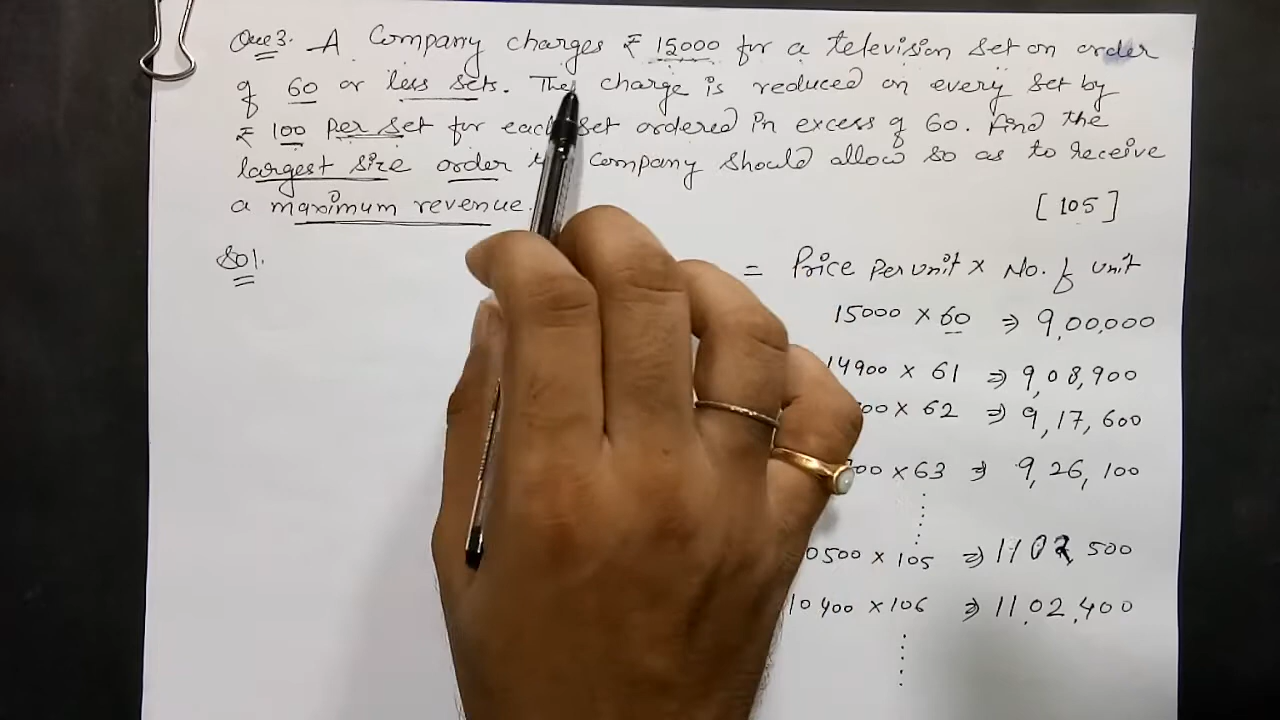 Que 3. A Company charges ₹ 15000 for a television set on order
of 60 or less sets. The charge is reduced on every set by
₹ 100 per set for each set ordered in excess of 60. Find the
largest size order company should allow so as to receive
a maximum revenue.
[105]
Sol.
= Price per unit × No. of unit
15000 × 60 ⇒ 9,00,000
14900 × 61 ⇒ 9,08,900
00 × 62 ⇒ 9,17,600
00 × 63 ⇒ 9,26,100
0500 × 105 ⇒ 1102,500
10400 × 106 ⇒ 11,02,400